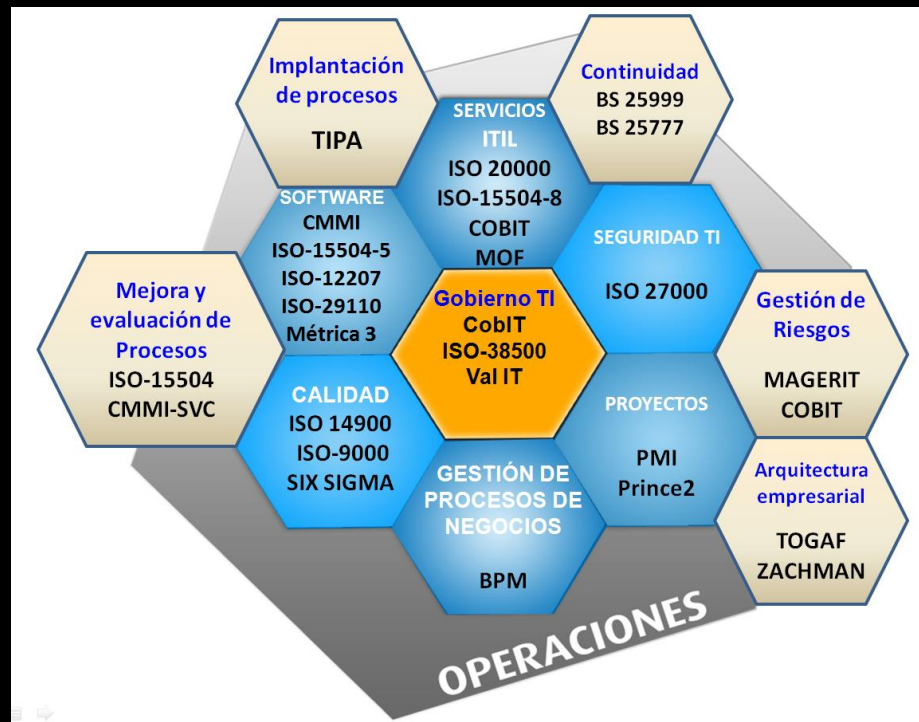 Implantación
de procesos
TIPA
SERVICIOS
ITIL
ISO 20000
ISO-15504-8
COBIT
MOF
Continuidad
BS 25999
BS 25777
SOFTWARE
CMMI
ISO-15504-5
ISO-12207
ISO-29110
Métrica 3
SEGURIDAD TI
ISO 27000
Mejora y
evaluación de
Procesos
ISO-15504
CMMI-SVC
Gobierno TI
CobIT
ISO-38500
Val IT
Gestión de
Riesgos
MAGERIT
COBIT
CALIDAD
ISO 14900
ISO-9000
SIX SIGMA
PROYECTOS
PMI
Prince2
GESTIÓN DE
PROCESOS DE
NEGOCIOS
BPM
Arquitectura
empresarial
TOGAF
ZACHMAN
OPERACIONES